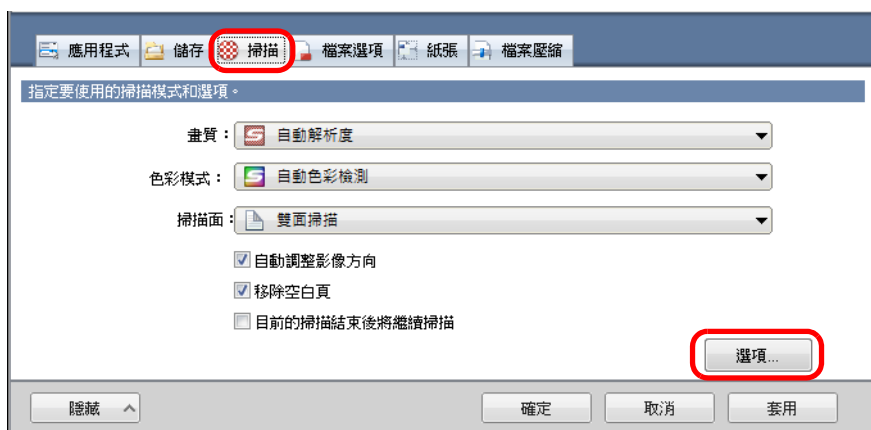 應用程式 儲存 掃描 檔案選項 紙張 檔案壓縮
指定要使用的掃描模式和選項。
畫質： 自動解析度
色彩模式： 自動色彩檢測
掃描面： 雙面掃描
自動調整影像方向
移除空白頁
目前的掃描結束後將繼續掃描
選項...
隱藏 確定 取消 套用